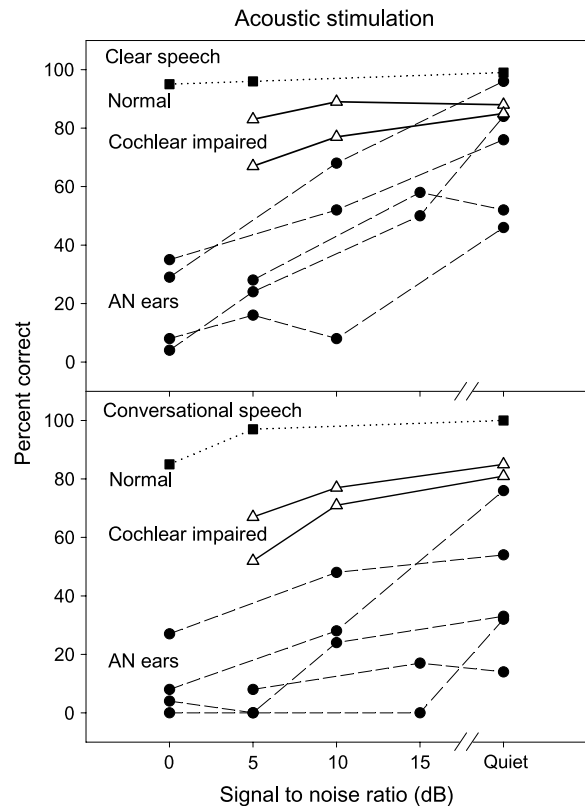 Acoustic stimulation
Clear speech
100
Normal
80
Cochlear impaired
60
40
AN ears
20
0
Percent correct
Conversational speech
100
80
Normal
60
Cochlear impaired
40
20
AN ears
0
0 5 10 15 Quiet
Signal to noise ratio (dB)